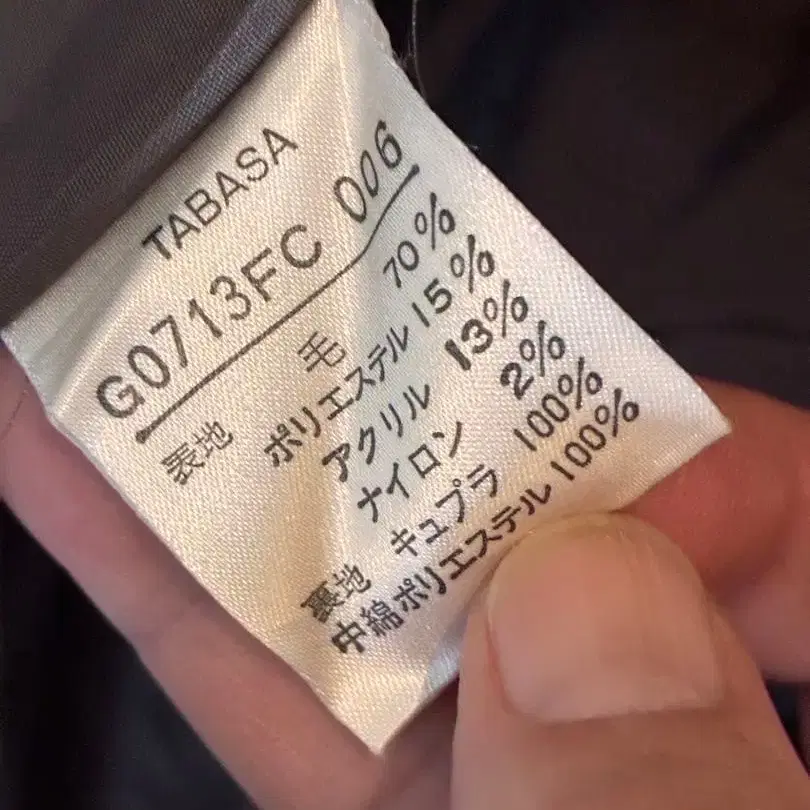 TABASA
G0713FC 006
表地 毛 70%
ポリエステル 15%
アクリル 13%
ナイロン 2%
裏地 キュプラ 100%
中綿ポリエステル 100%